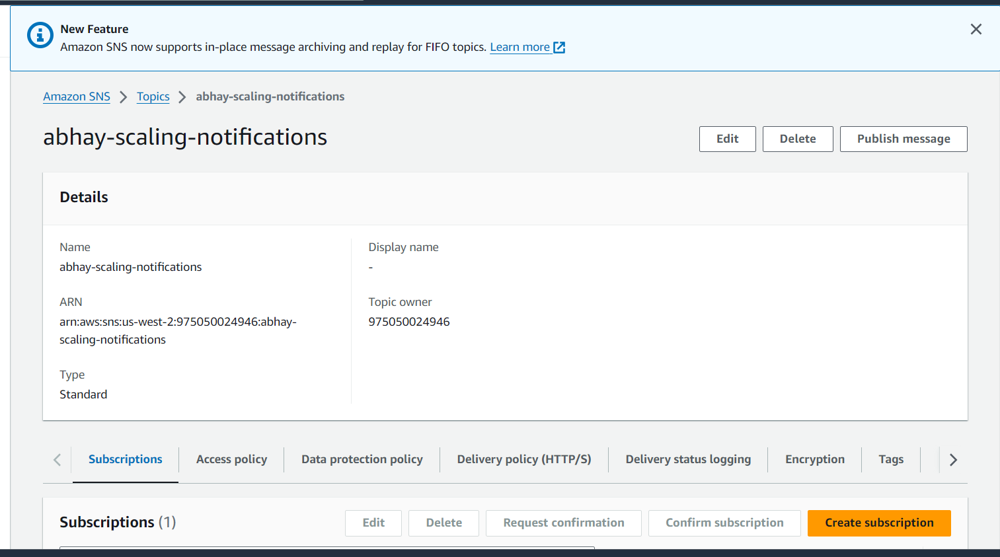 New Feature
Amazon SNS now supports in-place message archiving and replay for FIFO topics. Learn more
Amazon SNS > Topics > abhay-scaling-notifications
abhay-scaling-notifications
Edit
Delete
Publish message
Details
Name
abhay-scaling-notifications
ARN
arn:aws:sns:us-west-2:975050024946:abhay-
scaling-notifications
Type
Standard
Display name
-
Topic owner
975050024946
Subscriptions
Access policy
Data protection policy
Delivery policy (HTTP/S)
Delivery status logging
Encryption
Tags
Subscriptions (1)
Edit
Delete
Request confirmation
Confirm subscription
Create subscription